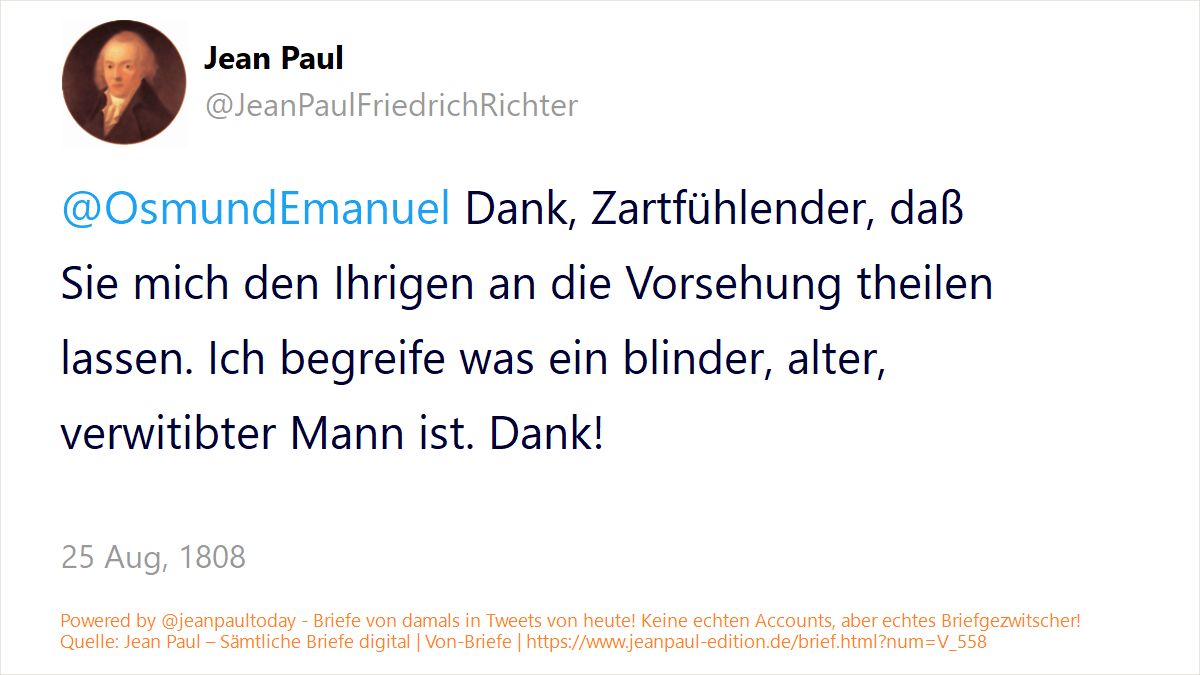 Jean Paul
@JeanPaulFriedrichRichter
@OsmundEmanuel Dank, Zartfühlender, daß
Sie mich den Ihrigen an die Vorsehung theilen
lassen. Ich begreife was ein blinder, alter,
verwitibter Mann ist. Dank!
25 Aug, 1808
Powered by @jeanpaultoday - Briefe von damals in Tweets von heute! Keine echten Accounts, aber echtes Briefgezwitscher!
Quelle: Jean Paul – Sämtliche Briefe digital | Von-Briefe | https://www.jeanpaul-edition.de/brief.html?num=V_558